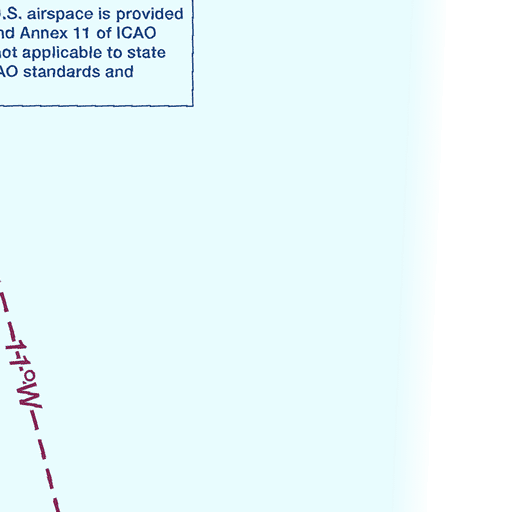 .S. airspace is provided
nd Annex 11 of ICAO
ot applicable to state
AO standards and
11°W